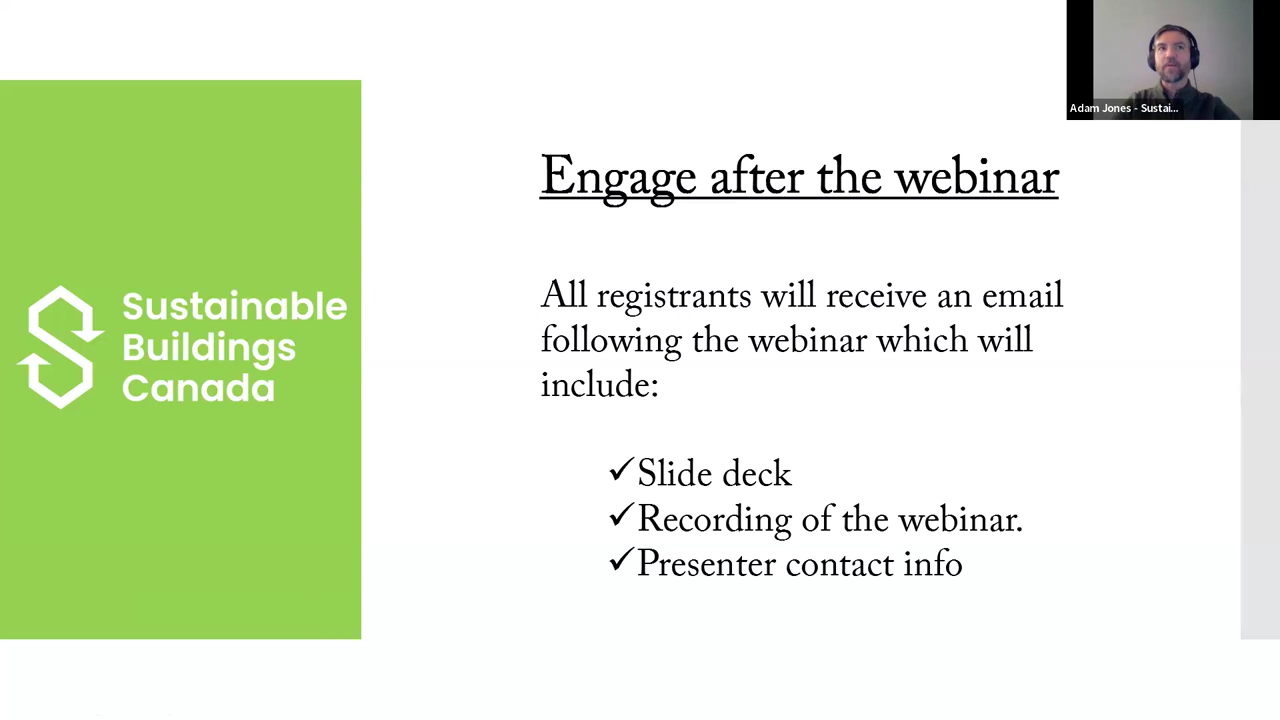 Adam Jones - Sustai...
Engage after the webinar
Sustainable
Buildings
Canada
All registrants will receive an email
following the webinar which will
include:
✓Slide deck
✓Recording of the webinar.
✓Presenter contact info